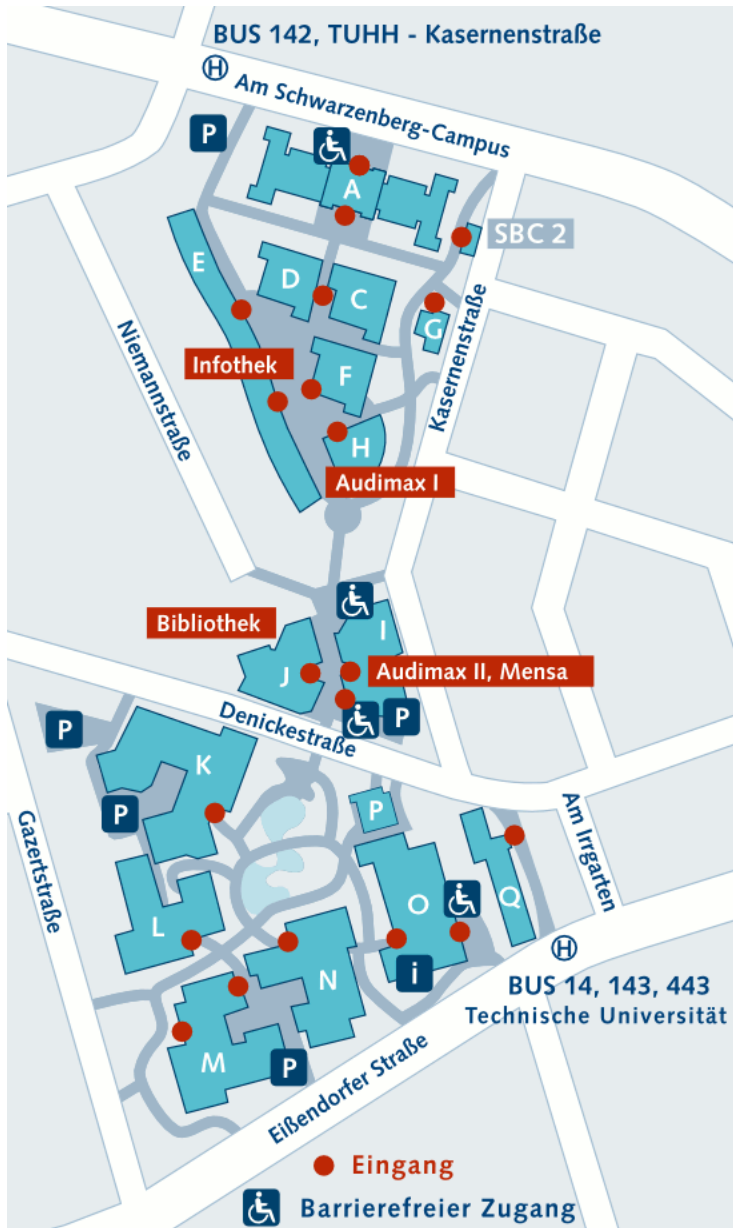 BUS 142, TUHH - Kasernenstraße
H
Am Schwarzenberg-Campus
P
A
SBC 2
E
D
C
G
Niemannstraße
Kasernenstraße
Infothek
F
H
Audimax I
Bibliothek
I
J
Audimax II, Mensa
P
Denickestraße
P
K
P
P
Gazertstraße
Am Irrgarten
L
O
Q
H
i
N
BUS 14, 143, 443
Technische Universität
M
P
Eißendorfer Straße
Eingang
Barrierefreier Zugang